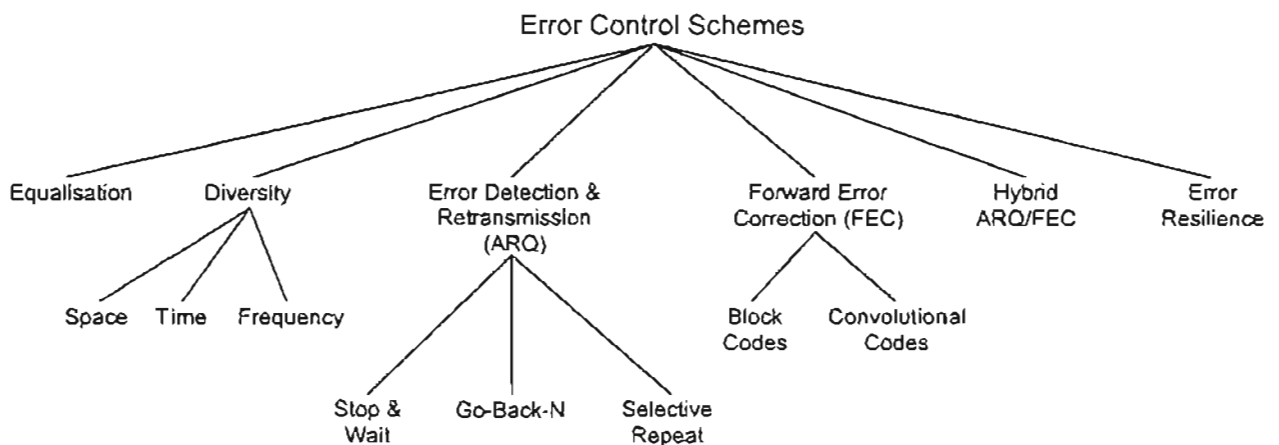 Error Control Schemes
Equalisation
Diversity
Error Detection &
Retransmission
(ARQ)
Forward Error
Correction (FEC)
Hybrid
ARQ/FEC
Error
Resilience
Space
Time
Frequency
Block
Codes
Convolutional
Codes
Stop &
Wait
Go-Back-N
Selective
Repeat